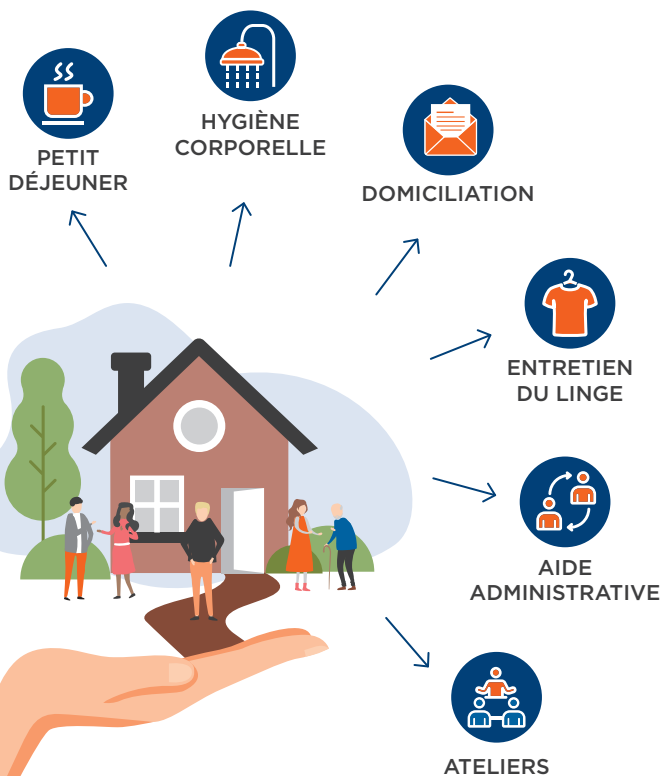 PETIT
DÉJEUNER
HYGIÈNE
CORPORELLE
DOMICILIATION
ENTRETIEN
DU LINGE
AIDE
ADMINISTRATIVE
ATELIERS